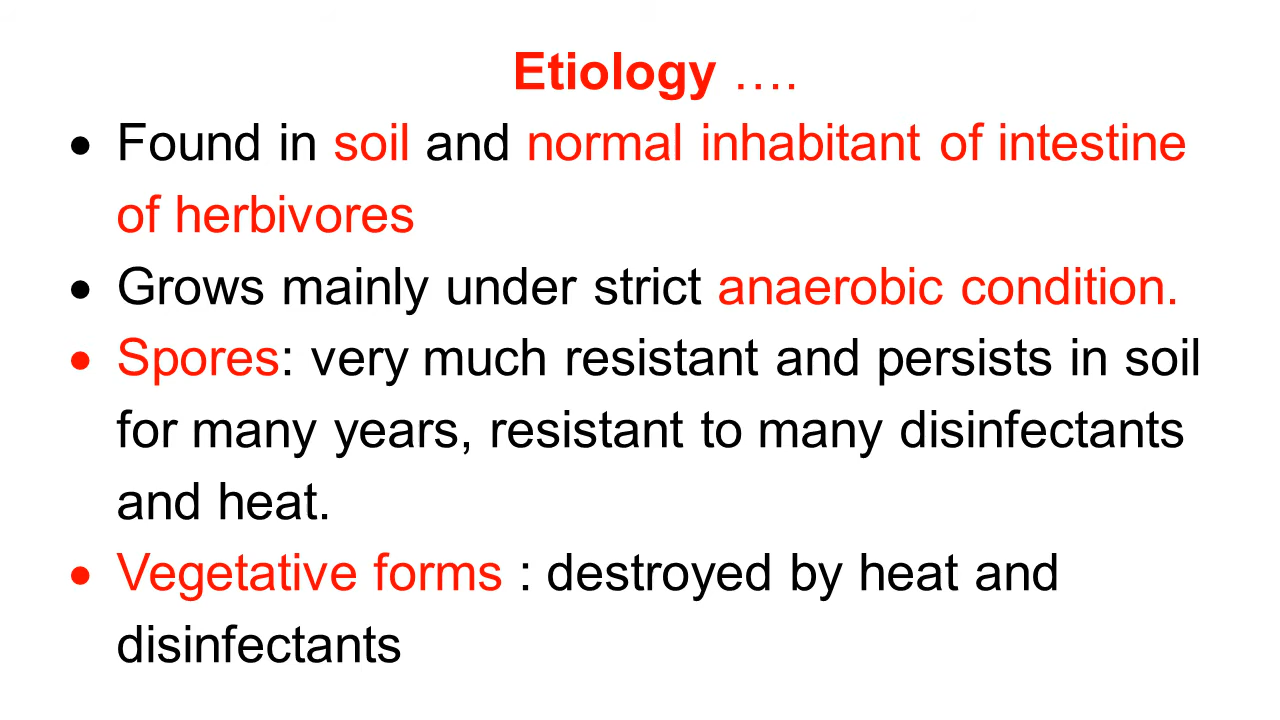 Etiology ….
• Found in soil and normal inhabitant of intestine
of herbivores
• Grows mainly under strict anaerobic condition.
• Spores: very much resistant and persists in soil
for many years, resistant to many disinfectants
and heat.
• Vegetative forms : destroyed by heat and
disinfectants